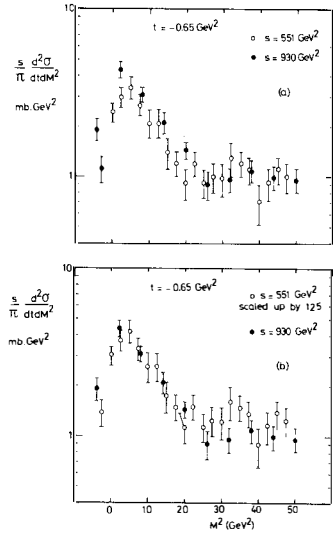 10
t = -0.65 GeV²
s/π d²σ/dtdM²
mb.GeV²
○ s = 551 GeV²
● s = 930 GeV²
(a)
1
10
t = -0.65 GeV²
s/π d²σ/dtdM²
mb.GeV²
○ s = 551 GeV²
scaled up by 1.25
● s = 930 GeV²
(b)
1
0 10 20 30 40 50
M² (GeV²)